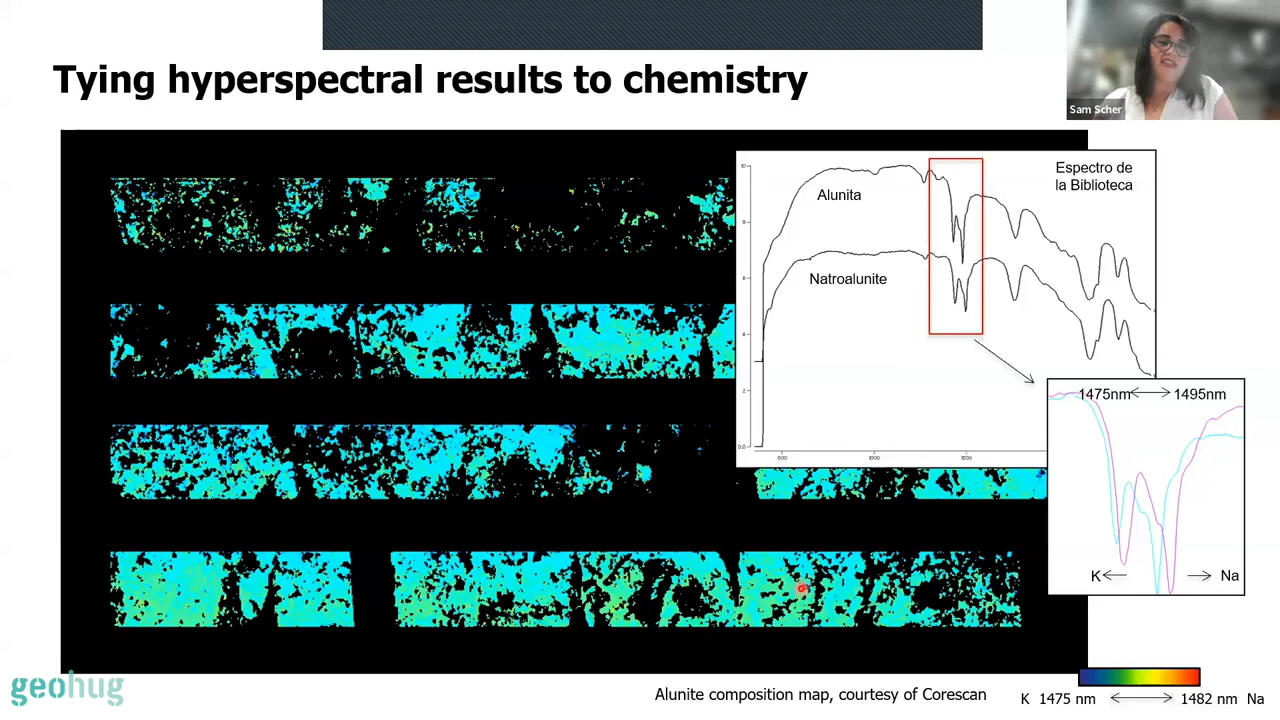 Tying hyperspectral results to chemistry
Sam Scher
Espectro de
la Biblioteca
Alunita
Natroalunite
1475nm
1495nm
K
Na
geohug
Alunite composition map, courtesy of Corescan
K 1475 nm
1482 nm Na